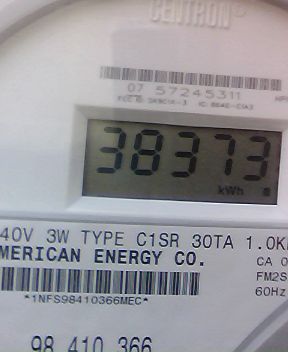 CENTRON
07 57245311
38373
kWh
40V 3W TYPE C1SR 30TA 1.0K
MERICAN ENERGY CO.
CA 0
FM2S
60Hz
*1NFS98410366MEC*
98 410 366